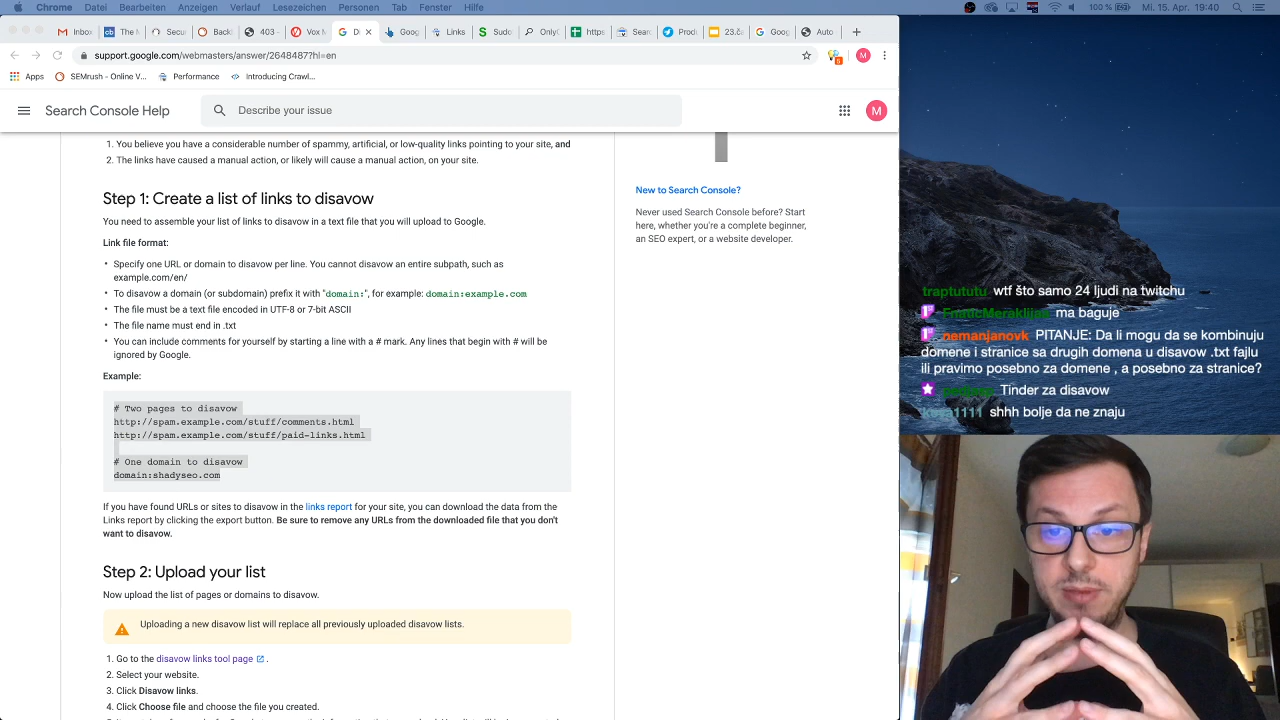 Chrome Datei Bearbeiten Anzeigen Verlauf Lesezeichen Personen Tab Fenster Hilfe
100 % Mi. 15. Apr. 19:40
Inbo The M Secur Back 403 - Vox M D Goog Links Sudo Only https Sear Produ 23.ča Goog Auto
support.google.com/webmasters/answer/2648487?hl=en
M
Apps SEMrush - Online V... Performance Introducing Crawl...
Search Console Help
Describe your issue
M
1. You believe you have a considerable number of spammy, artificial, or low-quality links pointing to your site, and
2. The links have caused a manual action, or likely will cause a manual action, on your site.
Step 1: Create a list of links to disavow
You need to assemble your list of links to disavow in a text file that you will upload to Google.
Link file format:
• Specify one URL or domain to disavow per line. You cannot disavow an entire subpath, such as
example.com/en/
• To disavow a domain (or subdomain) prefix it with "domain:", for example: domain:example.com
• The file must be a text file encoded in UTF-8 or 7-bit ASCII
• The file name must end in .txt
• You can include comments for yourself by starting a line with a # mark. Any lines that begin with # will be
ignored by Google.
Example:
# Two pages to disavow
http://spam.example.com/stuff/comments.html
http://spam.example.com/stuff/paid-links.html
# One domain to disavow
domain:shadyseo.com
If you have found URLs or sites to disavow in the links report for your site, you can download the data from the
Links report by clicking the export button. Be sure to remove any URLs from the downloaded file that you don't
want to disavow.
Step 2: Upload your list
Now upload the list of pages or domains to disavow.
Uploading a new disavow list will replace all previously uploaded disavow lists.
1. Go to the disavow links tool page .
2. Select your website.
3. Click Disavow links.
4. Click Choose file and choose the file you created.
New to Search Console?
Never used Search Console before? Start
here, whether you're a complete beginner,
an SEO expert, or a website developer.
traptututu wtf što samo 24 ljudi na twitchu
FnaticMeraklijas ma baguje
nemanjanovk PITANJE: Da li mogu da se kombinuju
domene i stranice sa drugih domena u disavow .txt fajlu
ili pravimo posebno za domene , a posebno za stranice?
Tinder za disavow
shhh bolje da ne znaju